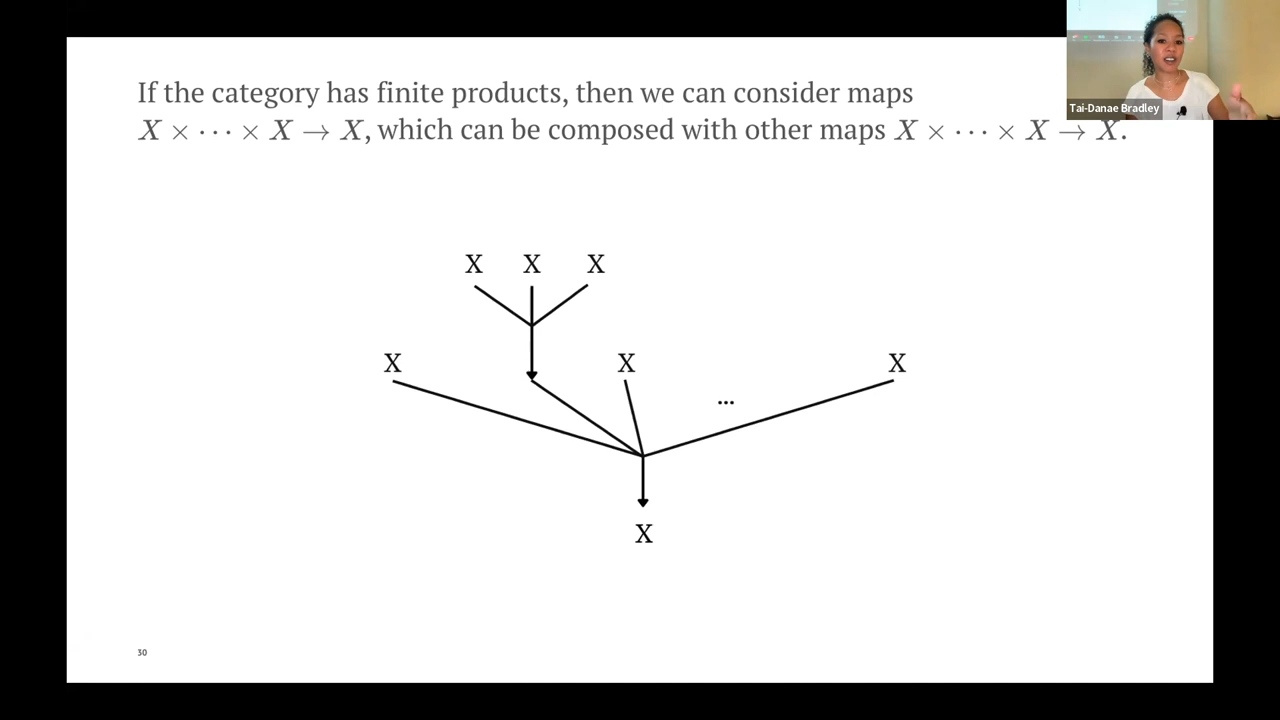 If the category has finite products, then we can consider maps
X × ⋯ × X → X, which can be composed with other maps X × ⋯ × X → X.
Tai-Danae Bradley
X X X
X X X
...
X
30